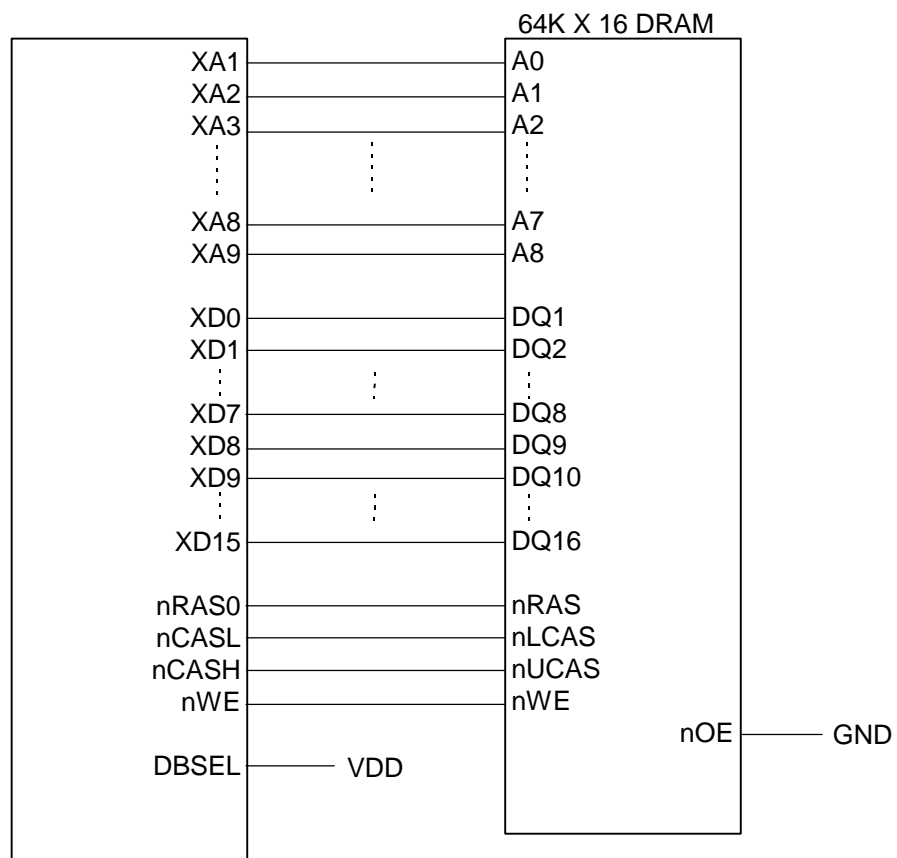 64K X 16 DRAM
XA1 A0
XA2 A1
XA3 A2
XA8 A7
XA9 A8
XD0 DQ1
XD1 DQ2
XD7 DQ8
XD8 DQ9
XD9 DQ10
XD15 DQ16
nRAS0 nRAS
nCASL nLCAS
nCASH nUCAS
nWE nWE
nOE GND
DBSEL VDD